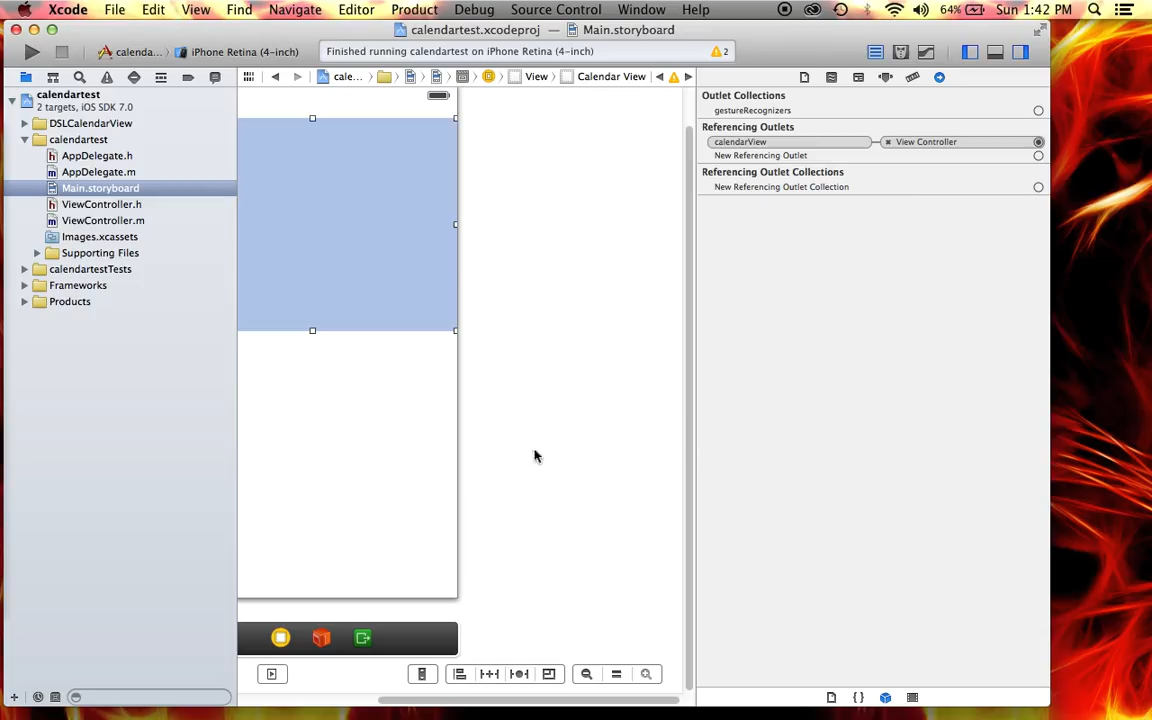 Xcode File Edit View Find Navigate Editor Product Debug Source Control Window Help 64% Sun 1:42 PM
calendartest.xcodeproj — Main.storyboard
calenda... iPhone Retina (4-inch) Finished running calendartest on iPhone Retina (4-inch) 2
cale... View Calendar View
calendartest
2 targets, iOS SDK 7.0
DSLCalendarView
calendartest
h AppDelegate.h
m AppDelegate.m
Main.storyboard
h ViewController.h
m ViewController.m
Images.xcassets
Supporting Files
calendartestTests
Frameworks
Products
Outlet Collections
gestureRecognizers
Referencing Outlets
calendarView View Controller
New Referencing Outlet
Referencing Outlet Collections
New Referencing Outlet Collection